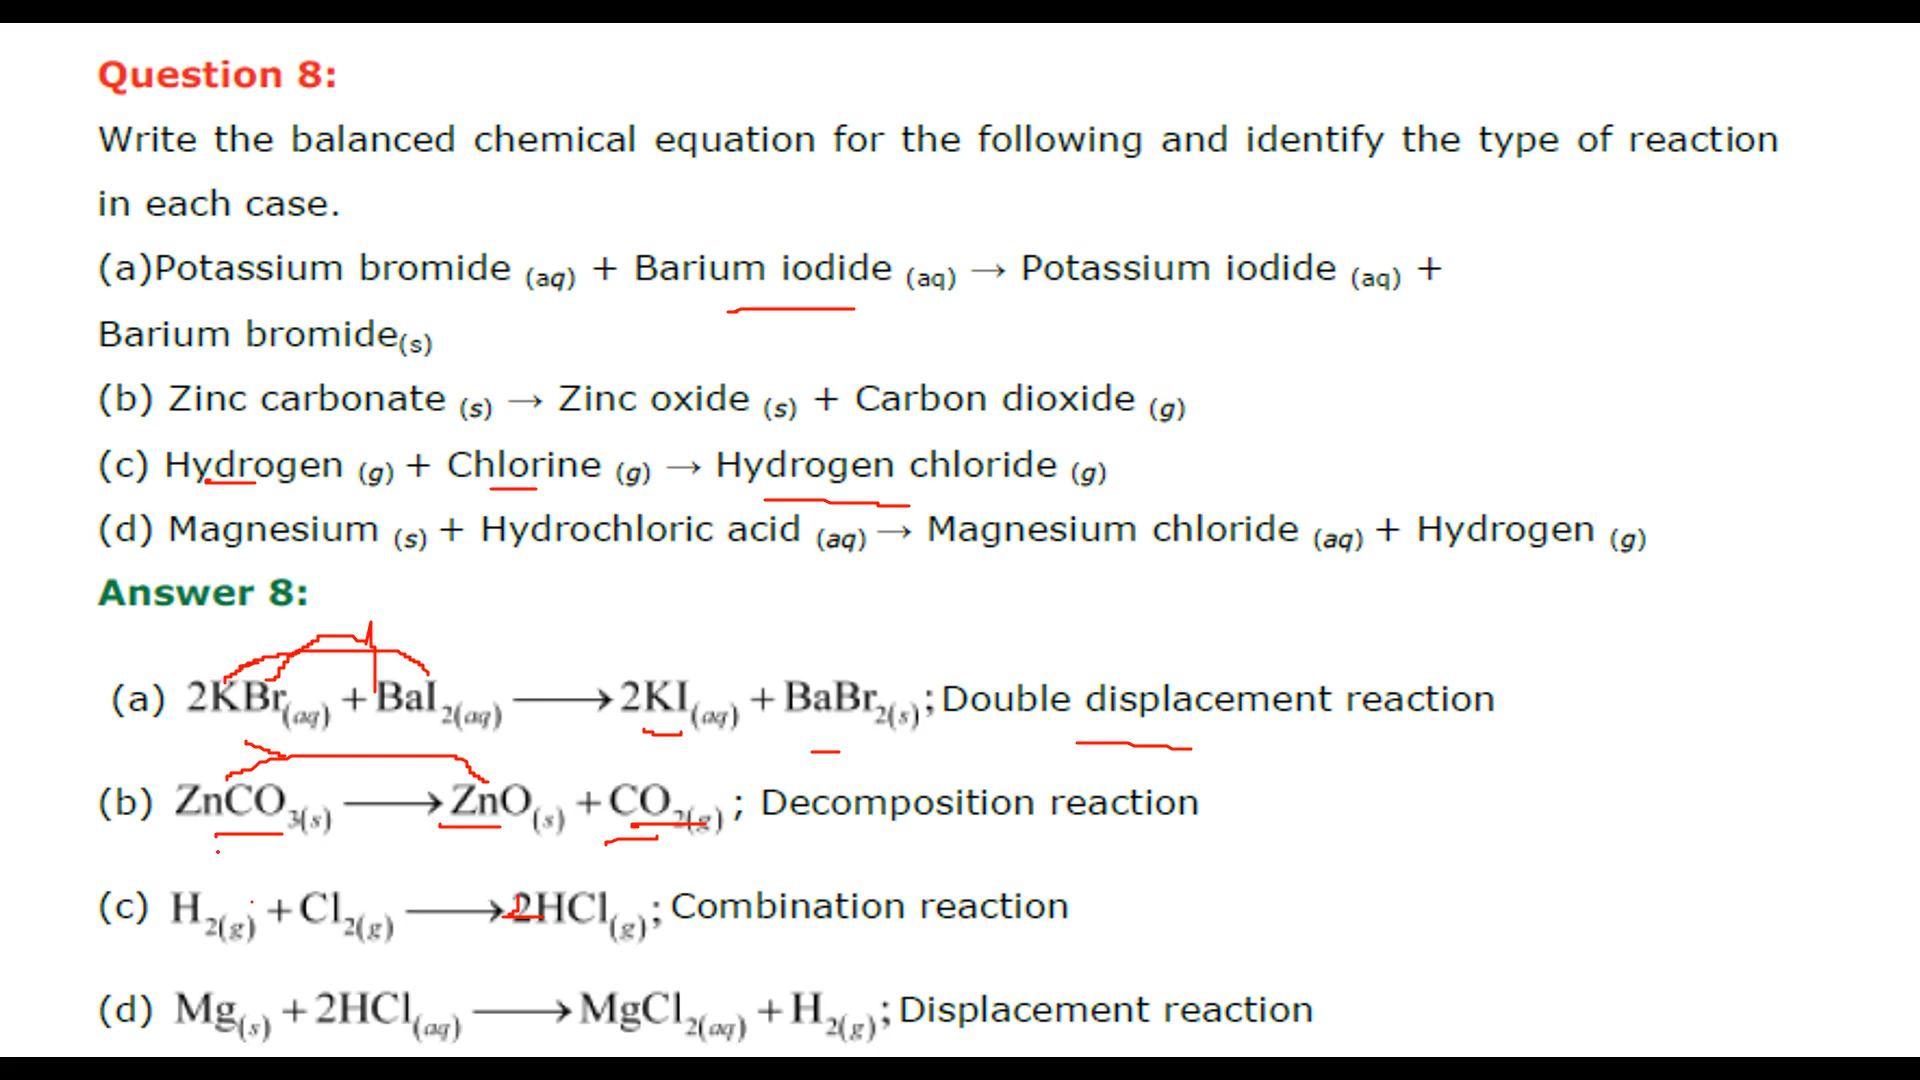 Question 8:
Write the balanced chemical equation for the following and identify the type of reaction
in each case.
(a)Potassium bromide (aq) + Barium iodide (aq) → Potassium iodide (aq) +
Barium bromide(s)
(b) Zinc carbonate (s) → Zinc oxide (s) + Carbon dioxide (g)
(c) Hydrogen (g) + Chlorine (g) → Hydrogen chloride (g)
(d) Magnesium (s) + Hydrochloric acid (aq) → Magnesium chloride (aq) + Hydrogen (g)
Answer 8:
(a) 2KBr(aq) + BaI2(aq) ⟶ 2KI(aq) + BaBr2(s); Double displacement reaction
(b) ZnCO3(s) ⟶ ZnO(s) + CO2(g) ; Decomposition reaction
(c) H2(g) + Cl2(g) ⟶ 2HCl(g); Combination reaction
(d) Mg(s) + 2HCl(aq) ⟶ MgCl2(aq) + H2(g); Displacement reaction